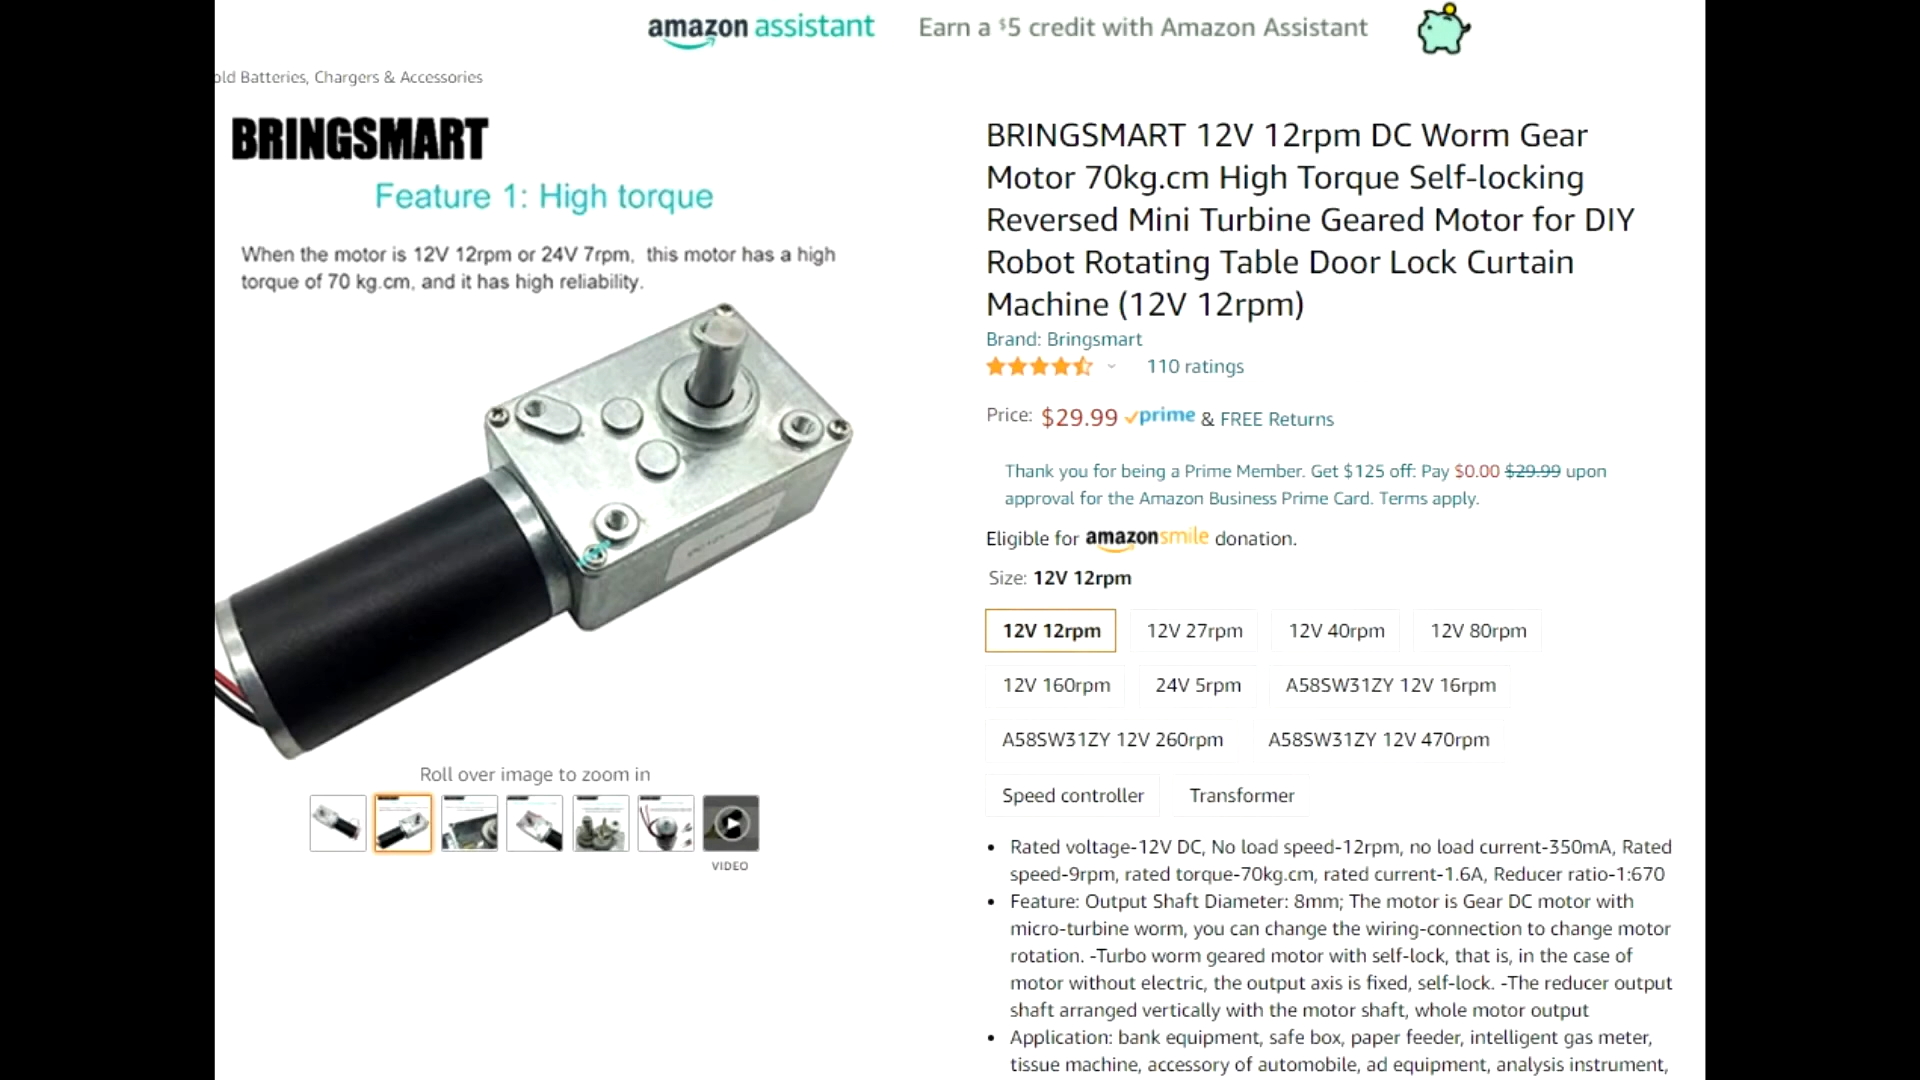 amazon assistant Earn a $5 credit with Amazon Assistant
old Batteries, Chargers & Accessories
BRINGSMART
Feature 1: High torque
When the motor is 12V 12rpm or 24V 7rpm, this motor has a high
torque of 70 kg.cm, and it has high reliability.
Roll over image to zoom in
VIDEO
BRINGSMART 12V 12rpm DC Worm Gear
Motor 70kg.cm High Torque Self-locking
Reversed Mini Turbine Geared Motor for DIY
Robot Rotating Table Door Lock Curtain
Machine (12V 12rpm)
Brand: Bringsmart
110 ratings
Price: $29.99 prime & FREE Returns
Thank you for being a Prime Member. Get $125 off: Pay $0.00 $29.99 upon
approval for the Amazon Business Prime Card. Terms apply.
Eligible for amazonsmile donation.
Size: 12V 12rpm
12V 12rpm 12V 27rpm 12V 40rpm 12V 80rpm
12V 160rpm 24V 5rpm A58SW31ZY 12V 16rpm
A58SW31ZY 12V 260rpm A58SW31ZY 12V 470rpm
Speed controller Transformer
• Rated voltage-12V DC, No load speed-12rpm, no load current-350mA, Rated
speed-9rpm, rated torque-70kg.cm, rated current-1.6A, Reducer ratio-1:670
• Feature: Output Shaft Diameter: 8mm; The motor is Gear DC motor with
micro-turbine worm, you can change the wiring-connection to change motor
rotation. -Turbo worm geared motor with self-lock, that is, in the case of
motor without electric, the output axis is fixed, self-lock. -The reducer output
shaft arranged vertically with the motor shaft, whole motor output
• Application: bank equipment, safe box, paper feeder, intelligent gas meter,
tissue machine, accessory of automobile, ad equipment, analysis instrument,